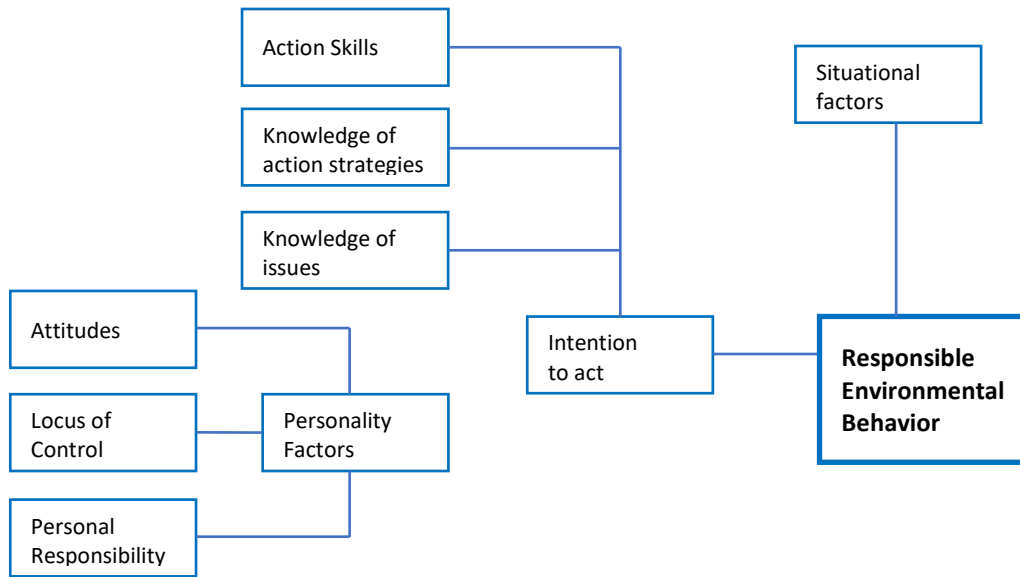 Action Skills
Situational
factors
Knowledge of
action strategies
Knowledge of
issues
Attitudes
Intention
to act
Responsible
Environmental
Behavior
Locus of
Control
Personality
Factors
Personal
Responsibility